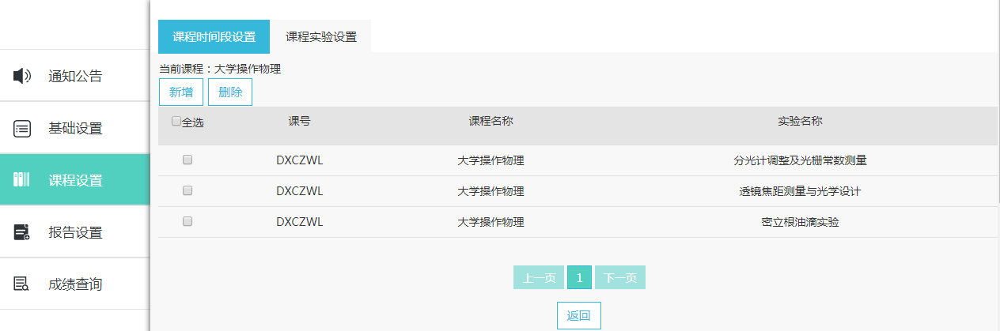 课程时间段设置 课程实验设置
通知公告
基础设置
课程设置
报告设置
成绩查询
当前课程：大学操作物理
新增 删除
全选 课号 课程名称 实验名称
DXCZWL 大学操作物理 分光计调整及光栅常数测量
DXCZWL 大学操作物理 透镜焦距测量与光学设计
DXCZWL 大学操作物理 密立根油滴实验
上一页 1 下一页
返回